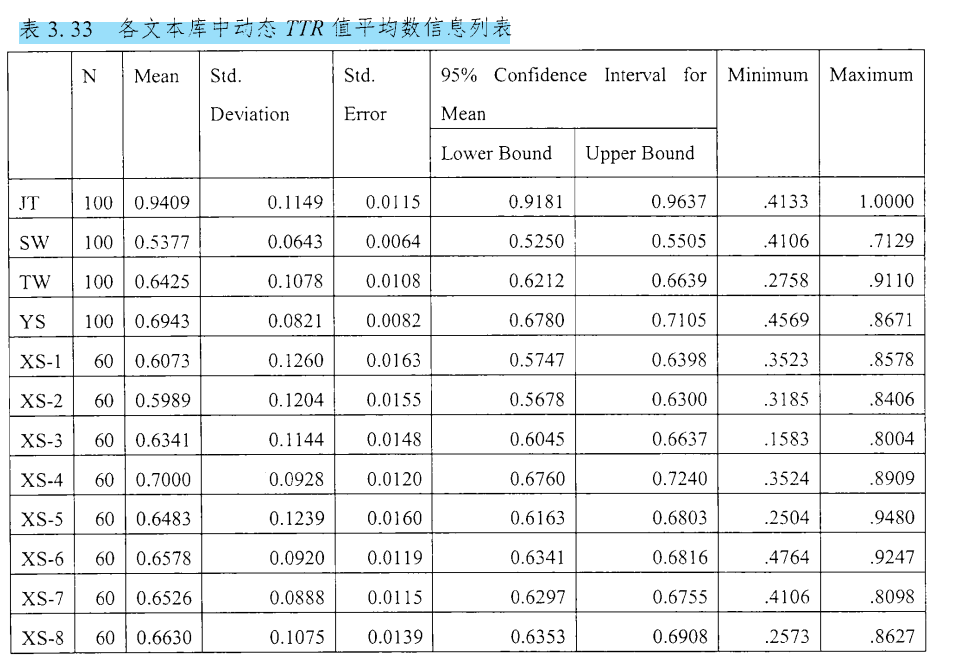 表 3. 33 各文本库中动态 TTR 值平均数信息列表
N Mean Std. Deviation Std. Error 95% Confidence Interval for Mean Minimum Maximum
Lower Bound Upper Bound
JT 100 0.9409 0.1149 0.0115 0.9181 0.9637 .4133 1.0000
SW 100 0.5377 0.0643 0.0064 0.5250 0.5505 .4106 .7129
TW 100 0.6425 0.1078 0.0108 0.6212 0.6639 .2758 .9110
YS 100 0.6943 0.0821 0.0082 0.6780 0.7105 .4569 .8671
XS-1 60 0.6073 0.1260 0.0163 0.5747 0.6398 .3523 .8578
XS-2 60 0.5989 0.1204 0.0155 0.5678 0.6300 .3185 .8406
XS-3 60 0.6341 0.1144 0.0148 0.6045 0.6637 .1583 .8004
XS-4 60 0.7000 0.0928 0.0120 0.6760 0.7240 .3524 .8909
XS-5 60 0.6483 0.1239 0.0160 0.6163 0.6803 .2504 .9480
XS-6 60 0.6578 0.0920 0.0119 0.6341 0.6816 .4764 .9247
XS-7 60 0.6526 0.0888 0.0115 0.6297 0.6755 .4106 .8098
XS-8 60 0.6630 0.1075 0.0139 0.6353 0.6908 .2573 .8627